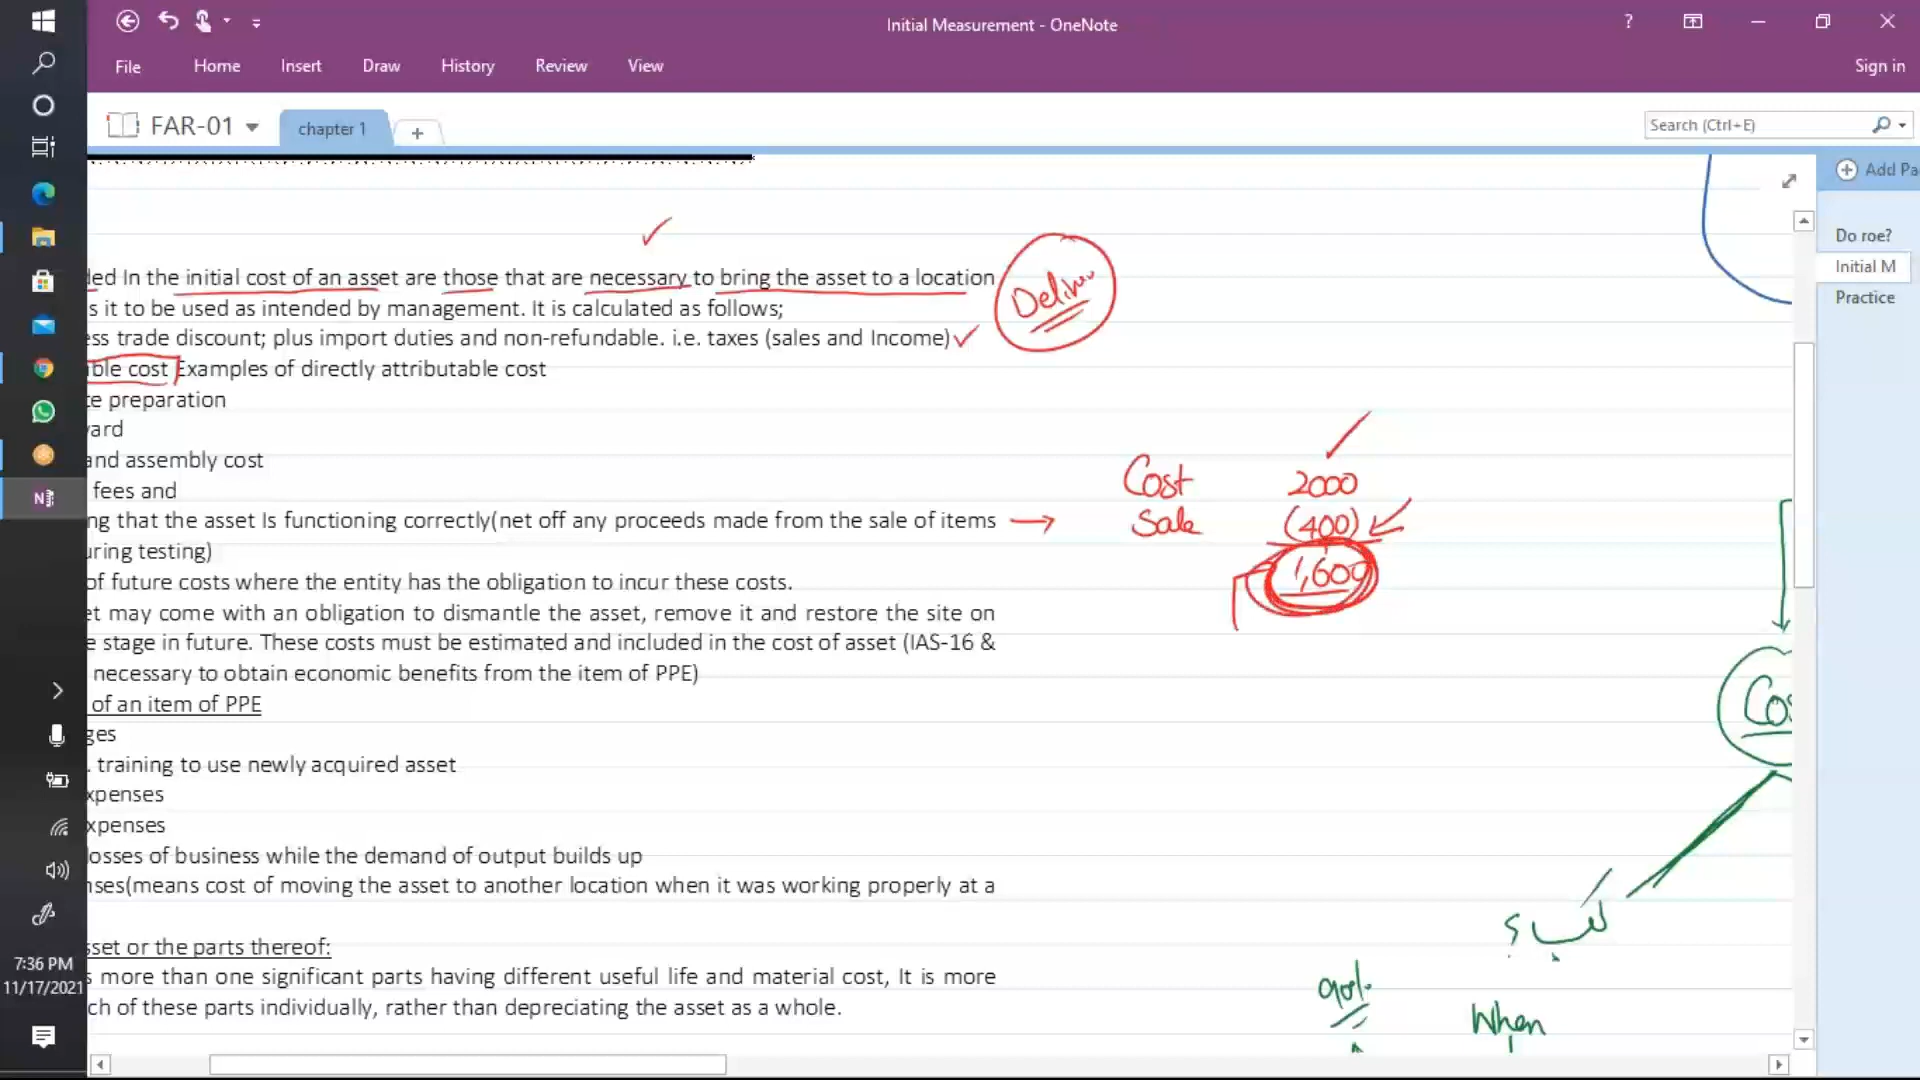 Initial Measurement - OneNote
?
File Home Insert Draw History Review View
Sign in
FAR-01
chapter 1
+
Search (Ctrl+E)
Add Pa
Do roe?
Initial M
Practice
ded In the initial cost of an asset are those that are necessary to bring the asset to a location
s it to be used as intended by management. It is calculated as follows;
ess trade discount; plus import duties and non-refundable. i.e. taxes (sales and Income)
ble cost Examples of directly attributable cost
te preparation
vard
and assembly cost
fees and
ng that the asset Is functioning correctly(net off any proceeds made from the sale of items
uring testing)
of future costs where the entity has the obligation to incur these costs.
et may come with an obligation to dismantle the asset, remove it and restore the site on
e stage in future. These costs must be estimated and included in the cost of asset (IAS-16 &
necessary to obtain economic benefits from the item of PPE)
of an item of PPE
ges
. training to use newly acquired asset
xpenses
xpenses
losses of business while the demand of output builds up
nses(means cost of moving the asset to another location when it was working properly at a
sset or the parts thereof:
s more than one significant parts having different useful life and material cost, It is more
ch of these parts individually, rather than depreciating the asset as a whole.
Cost 2000
Sale (400)
1,600
Cos
کب ؟
When
7:36 PM
11/17/2021